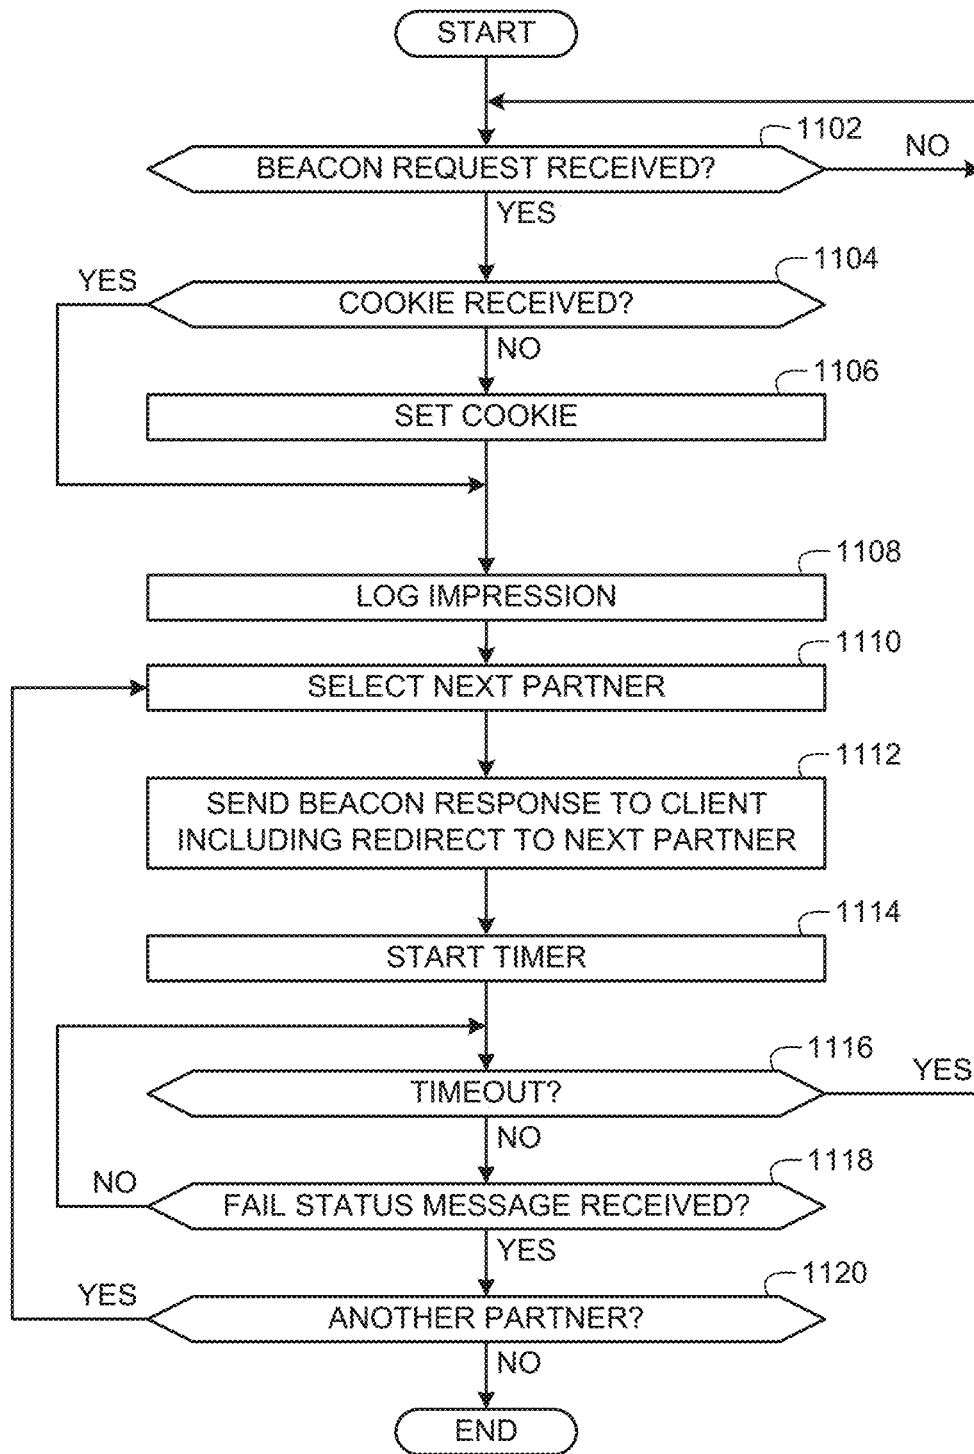 START
1102
BEACON REQUEST RECEIVED?
NO
YES
1104
YES
COOKIE RECEIVED?
NO
1106
SET COOKIE
1108
LOG IMPRESSION
1110
SELECT NEXT PARTNER
1112
SEND BEACON RESPONSE TO CLIENT
INCLUDING REDIRECT TO NEXT PARTNER
1114
START TIMER
1116
TIMEOUT?
YES
NO
1118
NO
FAIL STATUS MESSAGE RECEIVED?
YES
1120
YES
ANOTHER PARTNER?
NO
END